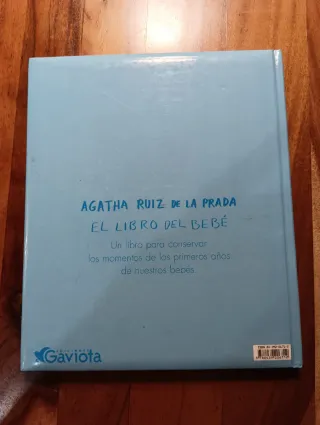 AGATHA RUIZ DE LA PRADA
EL LIBRO DEL BEBÉ
Un libro para conservar
los momentos de los primeros años
de nuestros bebés.
EDICIONES
Gaviota